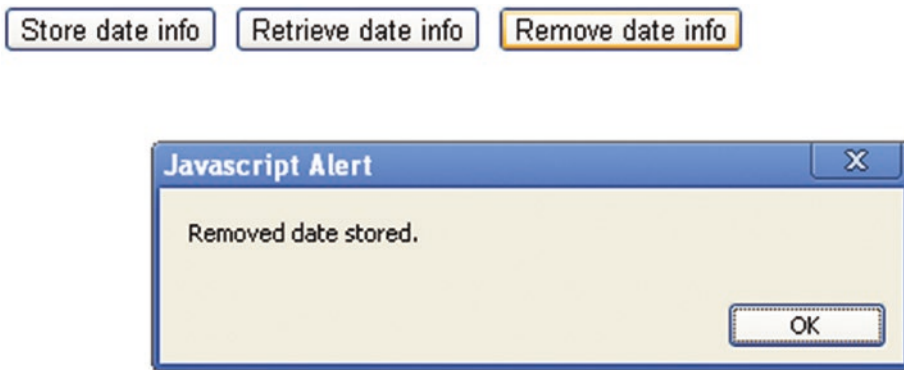 Store date info Retrieve date info Remove date info
Javascript Alert
Removed date stored.
OK